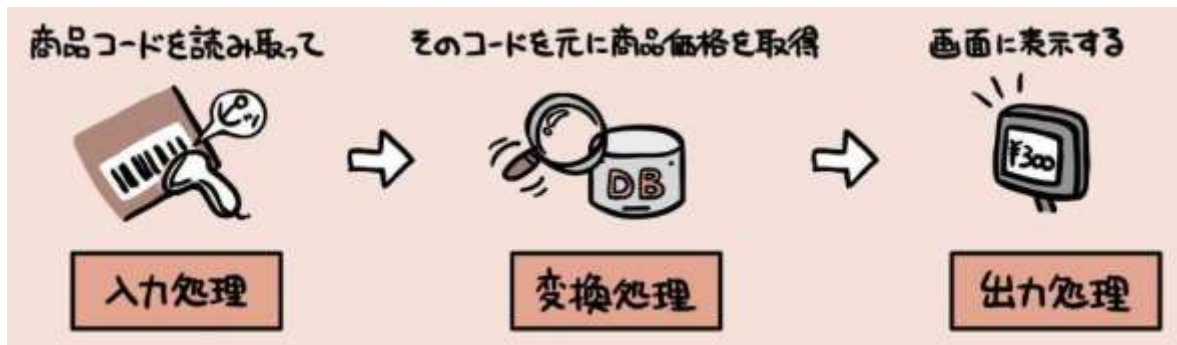 商品コードを読み取って
そのコードを元に商品価格を取得
画面に表示する
ピッ
DB
¥300
入力処理
変換処理
出力処理